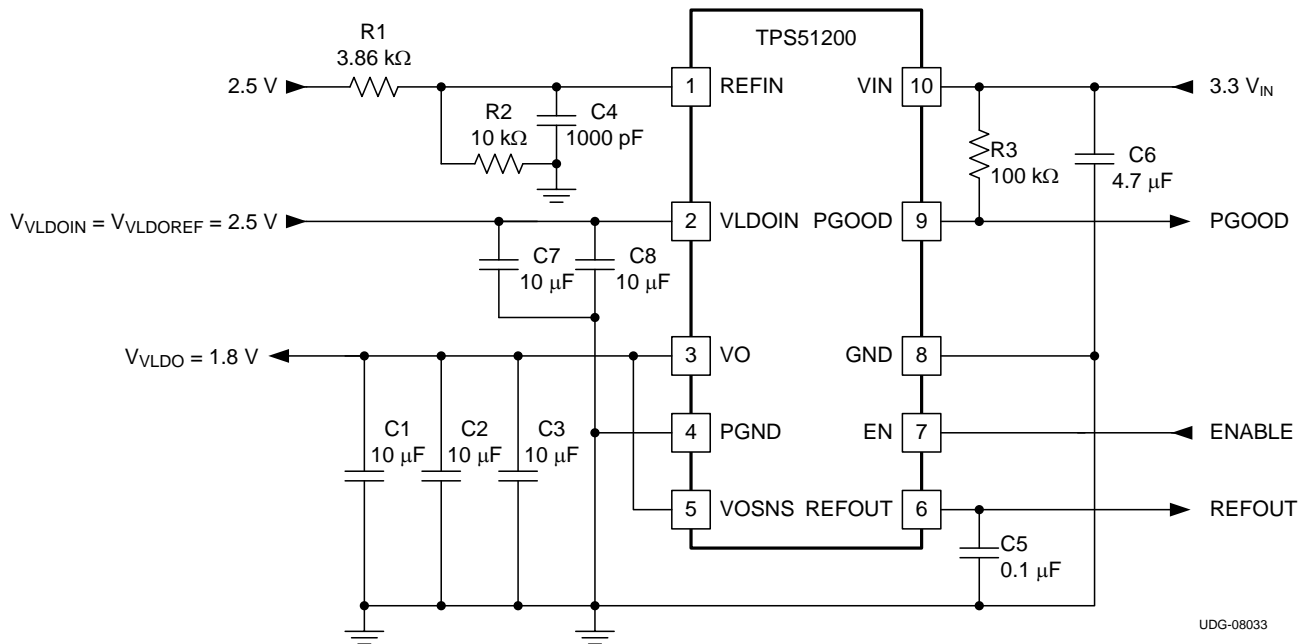 TPS51200
R1
3.86 kΩ
2.5 V
1
REFIN
VIN
10
3.3 VIN
R2
10 kΩ
C4
1000 pF
R3
100 kΩ
C6
4.7 μF
VVLDOIN = VVLDOREF = 2.5 V
2
VLDOIN
PGOOD
9
PGOOD
C7
10 μF
C8
10 μF
VVLDO = 1.8 V
3
VO
GND
8
C1
10 μF
C2
10 μF
C3
10 μF
4
PGND
EN
7
ENABLE
5
VOSNS
REFOUT
6
REFOUT
C5
0.1 μF
UDG-08033